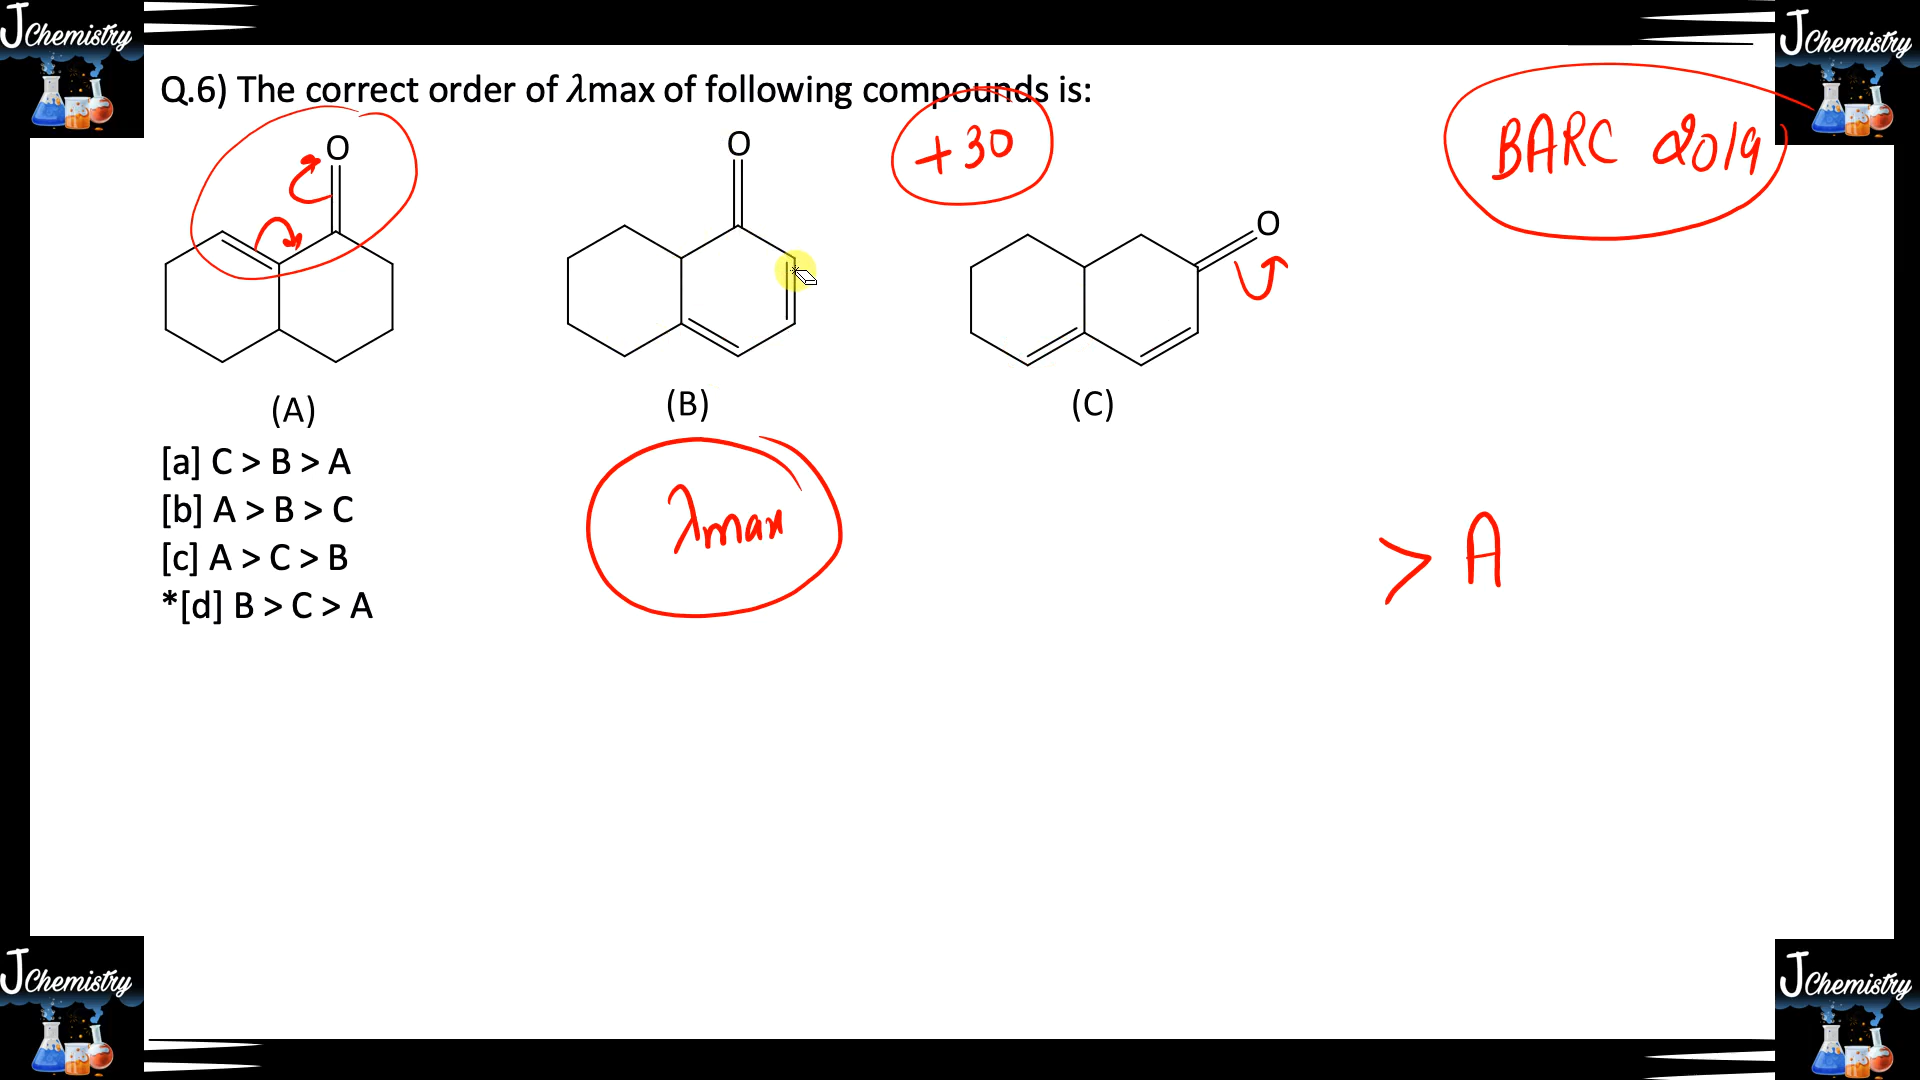 JChemistry
JChemistry
Q.6) The correct order of λmax of following compounds is:
+30
BARC 2019
O
O
O
(A)
(B)
(C)
[a] C > B > A
[b] A > B > C
[c] A > C > B
*[d] B > C > A
λmax
> A
JChemistry
JChemistry